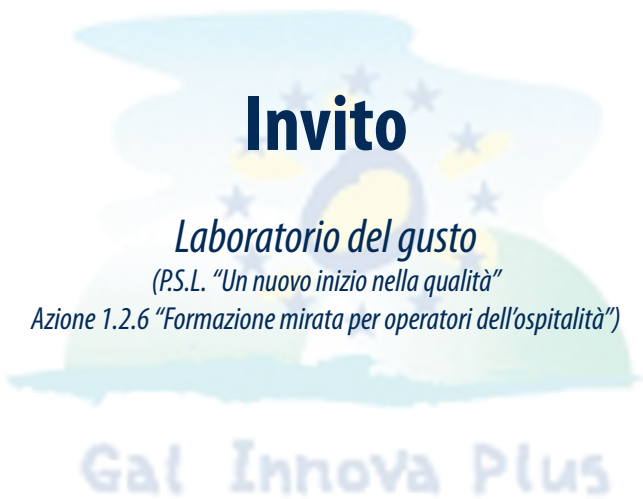 Invito
Laboratorio del gusto
(P.S.L. “Un nuovo inizio nella qualità”
Azione 1.2.6 “Formazione mirata per operatori dell’ospitalità”)
Gal Innova Plus